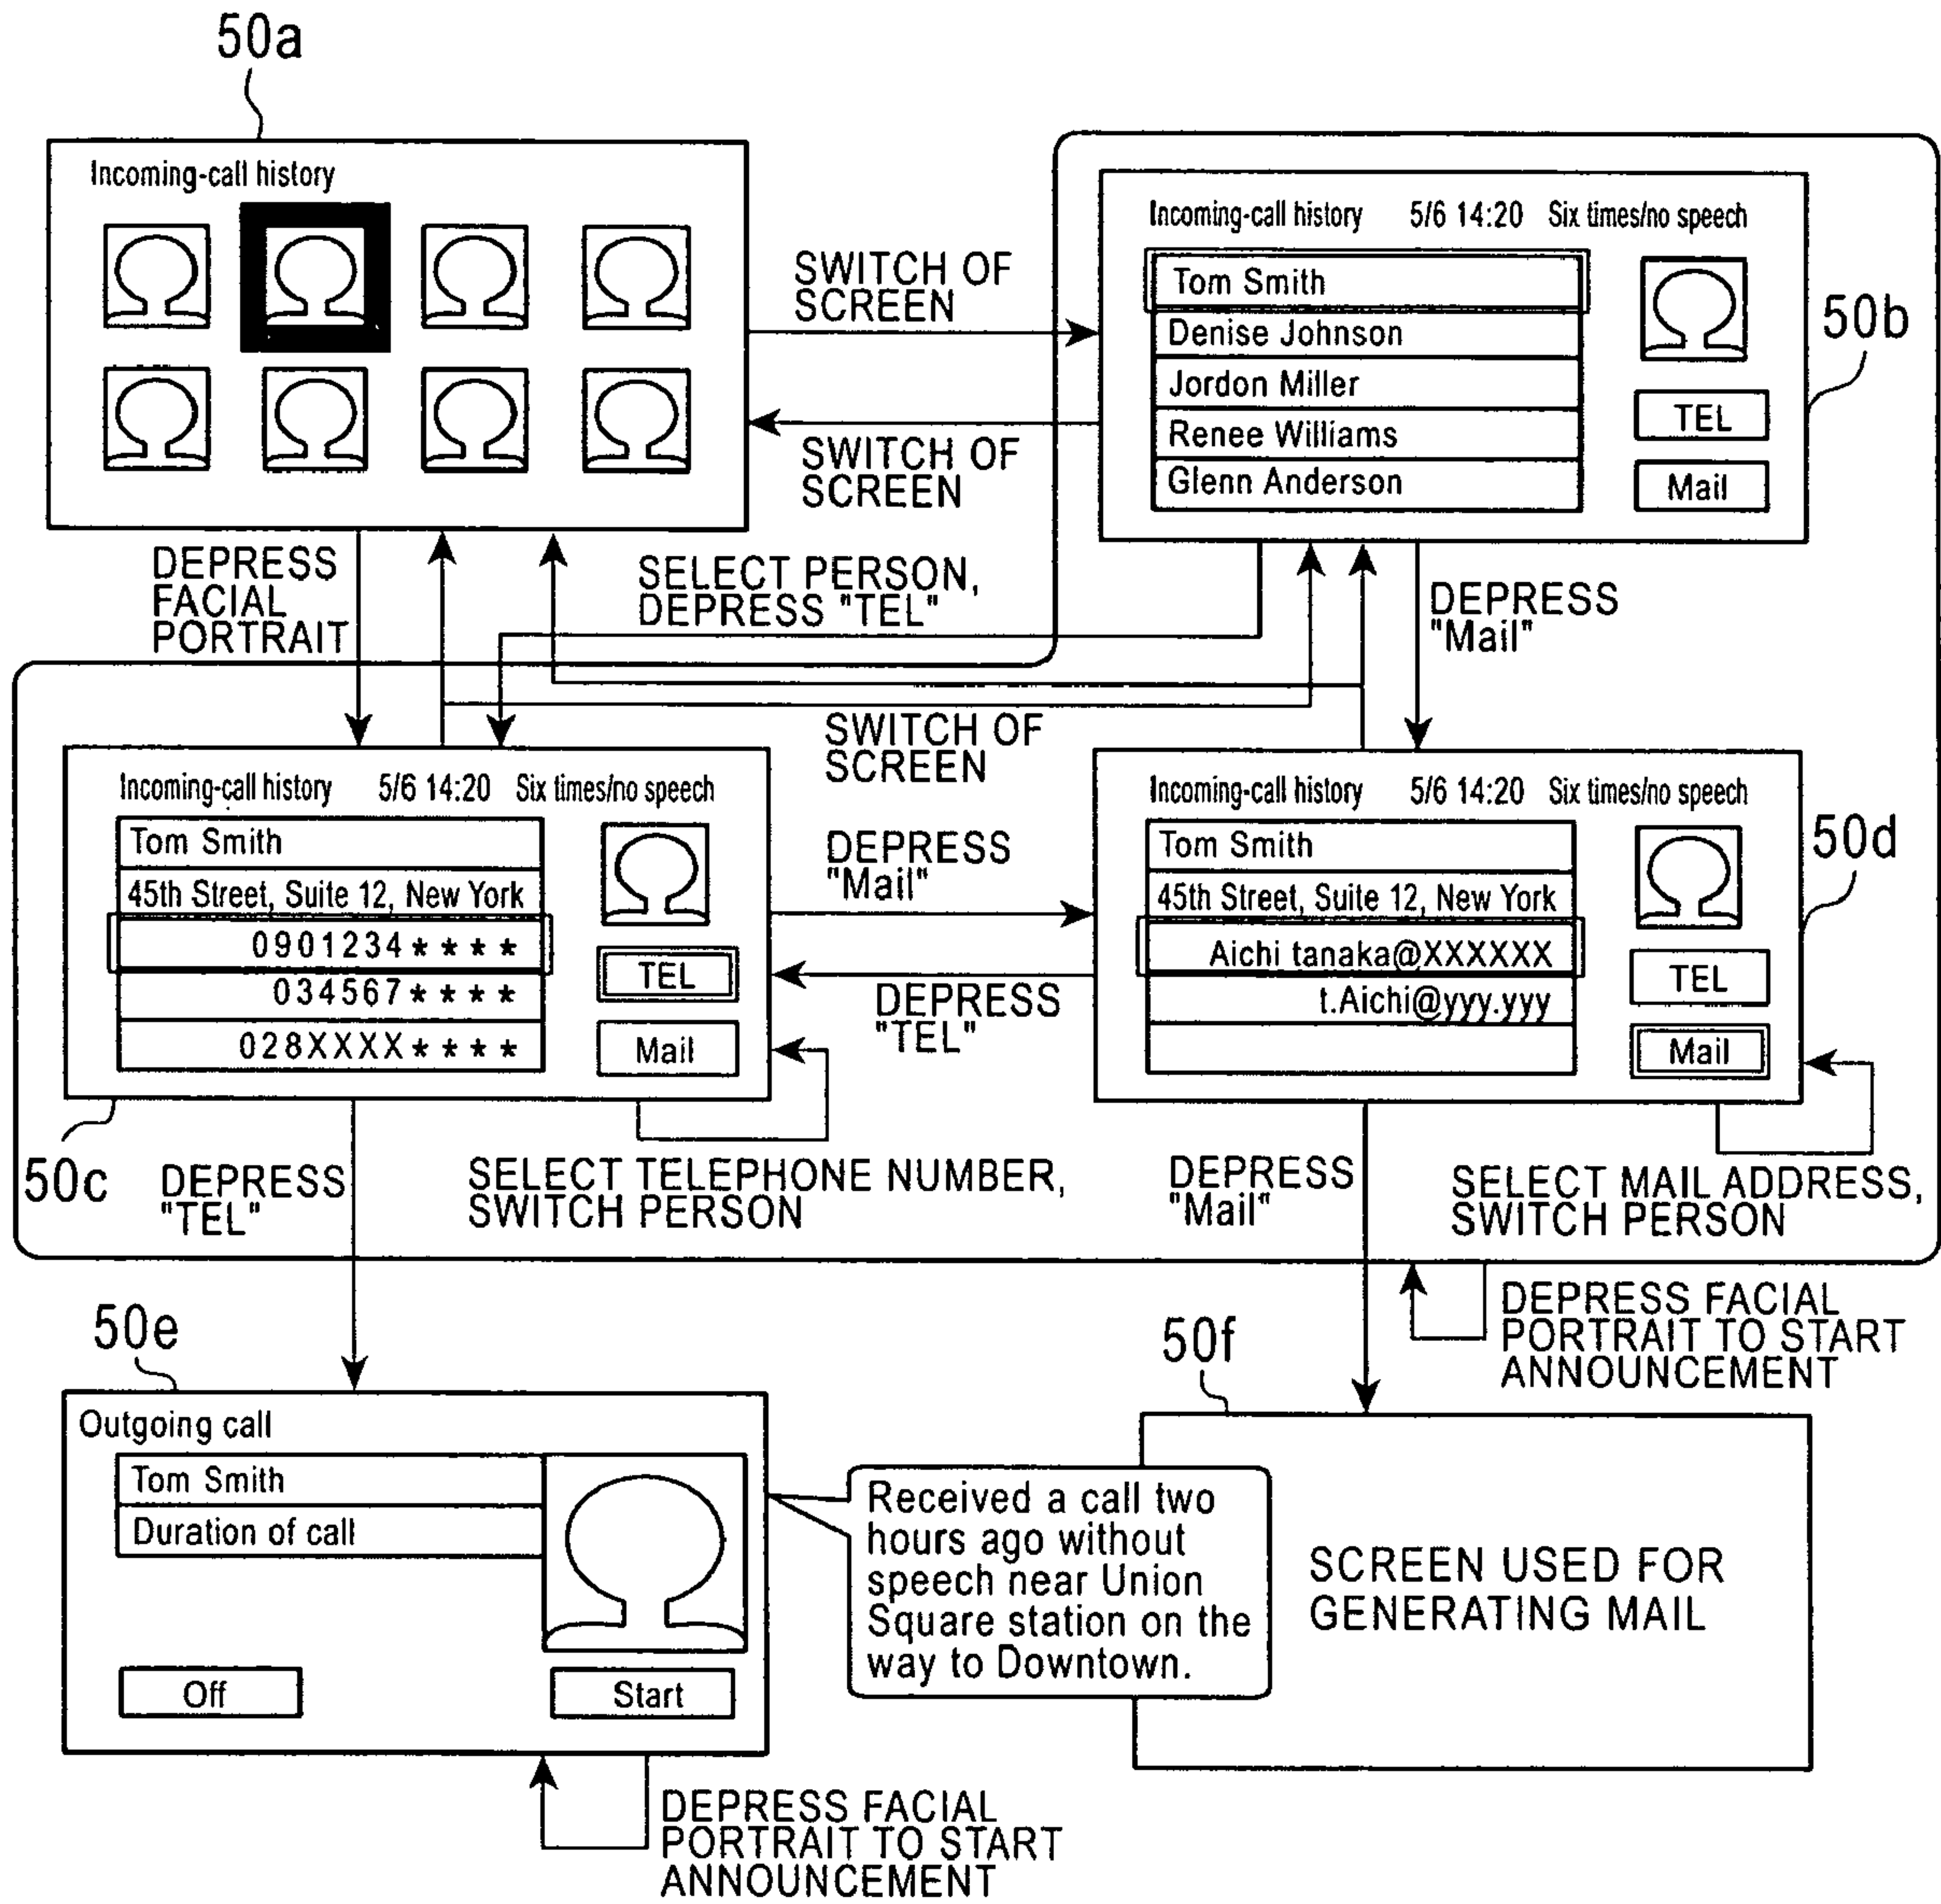 50a
Incoming-call history
SWITCH OF
SCREEN
SWITCH OF
SCREEN
Incoming-call history 5/6 14:20 Six times/no speech
Tom Smith
Denise Johnson
Jordon Miller
Renee Williams
Glenn Anderson
TEL
Mail
50b
DEPRESS
FACIAL
PORTRAIT
SELECT PERSON,
DEPRESS "TEL"
DEPRESS
"Mail"
SWITCH OF
SCREEN
Incoming-call history 5/6 14:20 Six times/no speech
Tom Smith
45th Street, Suite 12, New York
0901234****
034567****
028XXXX****
TEL
Mail
50c
DEPRESS
"Mail"
DEPRESS
"TEL"
Incoming-call history 5/6 14:20 Six times/no speech
Tom Smith
45th Street, Suite 12, New York
Aichi tanaka@XXXXXX
t.Aichi@yyy.yyy
TEL
Mail
50d
DEPRESS
"TEL"
SELECT TELEPHONE NUMBER,
SWITCH PERSON
DEPRESS
"Mail"
SELECT MAIL ADDRESS,
SWITCH PERSON
DEPRESS FACIAL
PORTRAIT TO START
ANNOUNCEMENT
50e
Outgoing call
Tom Smith
Duration of call
Off
Start
Received a call two
hours ago without
speech near Union
Square station on the
way to Downtown.
50f
SCREEN USED FOR
GENERATING MAIL
DEPRESS FACIAL
PORTRAIT TO START
ANNOUNCEMENT